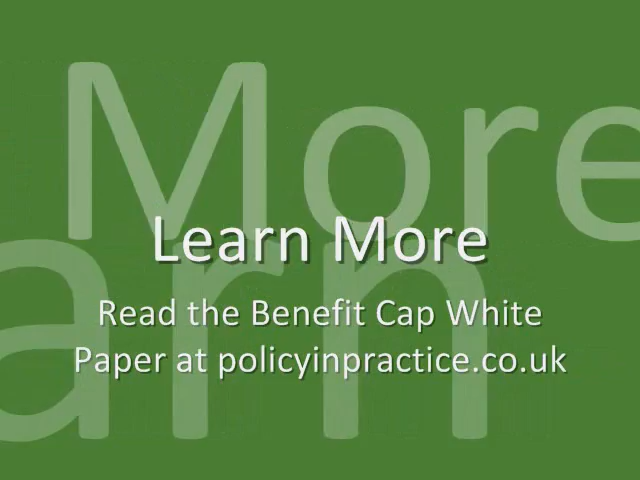 More
arn
Learn More
Read the Benefit Cap White
Paper at policyinpractice.co.uk